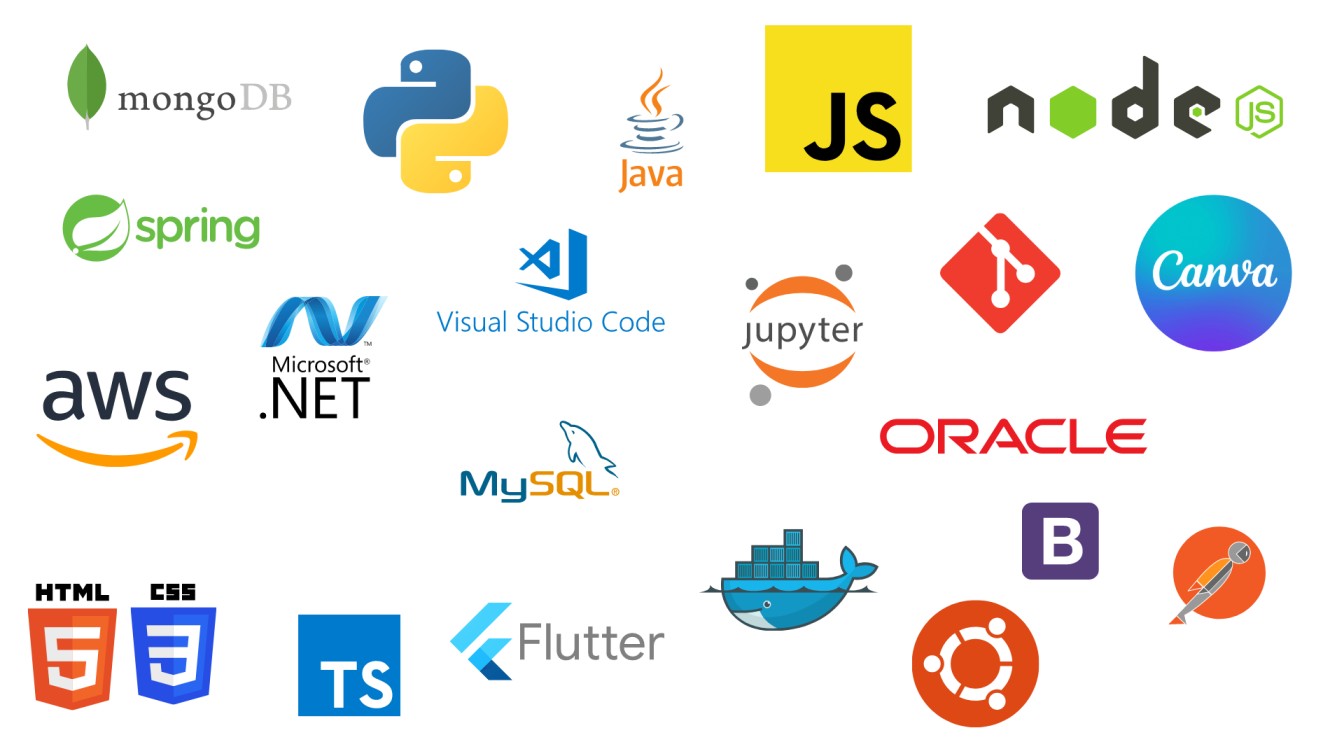 mongoDB
Java
JS
node
JS
spring
Visual Studio Code
jupyter
Canva
™
Microsoft®
.NET
aws
ORACLE
MySQL®
B
HTML
5
CSS
3
TS
Flutter